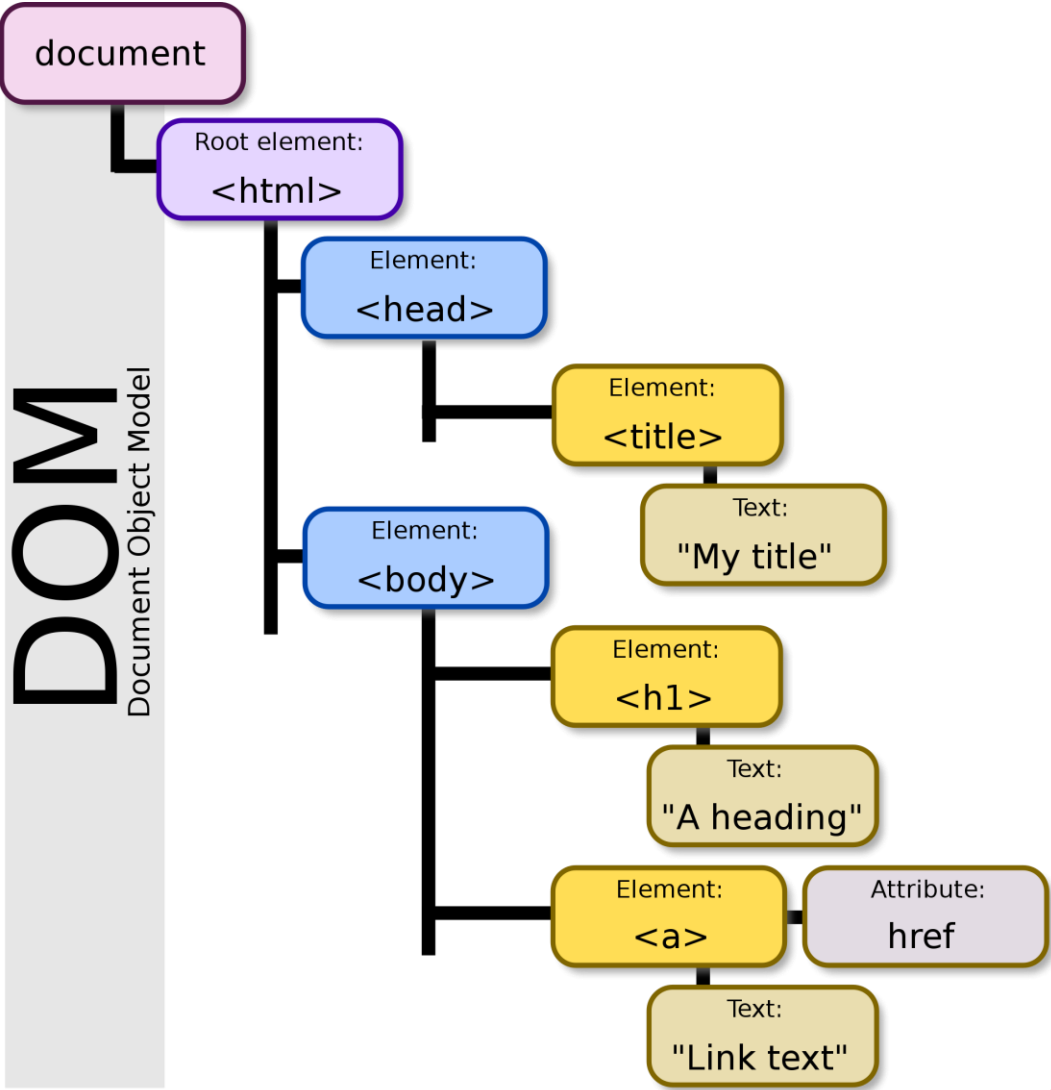 document
Root element:
<html>
Element:
<head>
Element:
<title>
Text:
"My title"
Element:
<body>
Element:
<h1>
Text:
"A heading"
Element:
<a>
Attribute:
href
Text:
"Link text"
DOM
Document Object Model